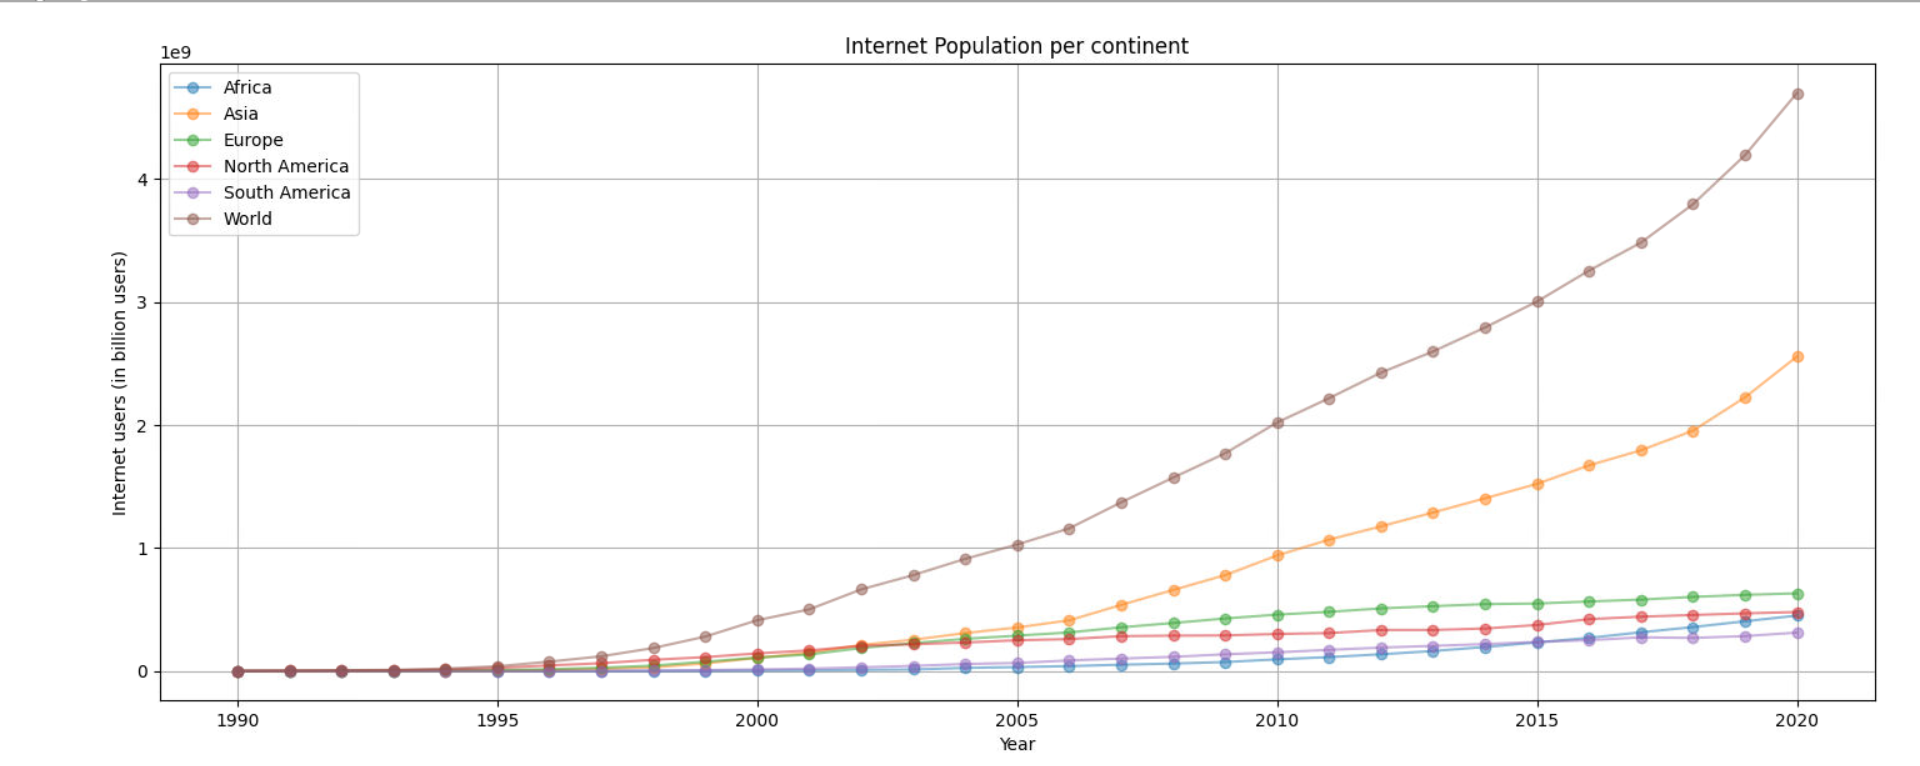 Internet Population per continent
1e9
Africa
Asia
Europe
North America
South America
World
Internet users (in billion users)
4
3
2
1
0
1990 1995 2000 2005 2010 2015 2020
Year